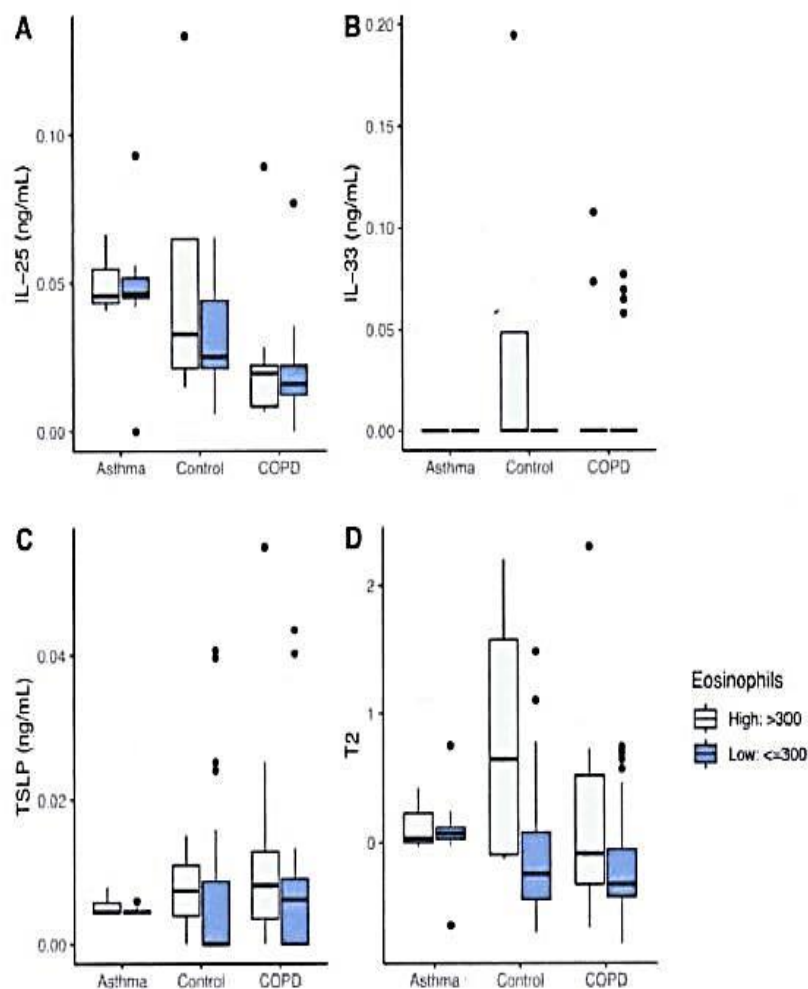 A
IL-25 (ng/mL)
0.10
0.05
0.00
Asthma Control COPD
B
IL-33 (ng/mL)
0.20
0.15
0.10
0.05
0.00
Asthma Control COPD
C
TSLP (ng/mL)
0.04
0.02
0.00
Asthma Control COPD
D
T2
2
1
0
Asthma Control COPD
Eosinophils
High: >300
Low: <=300